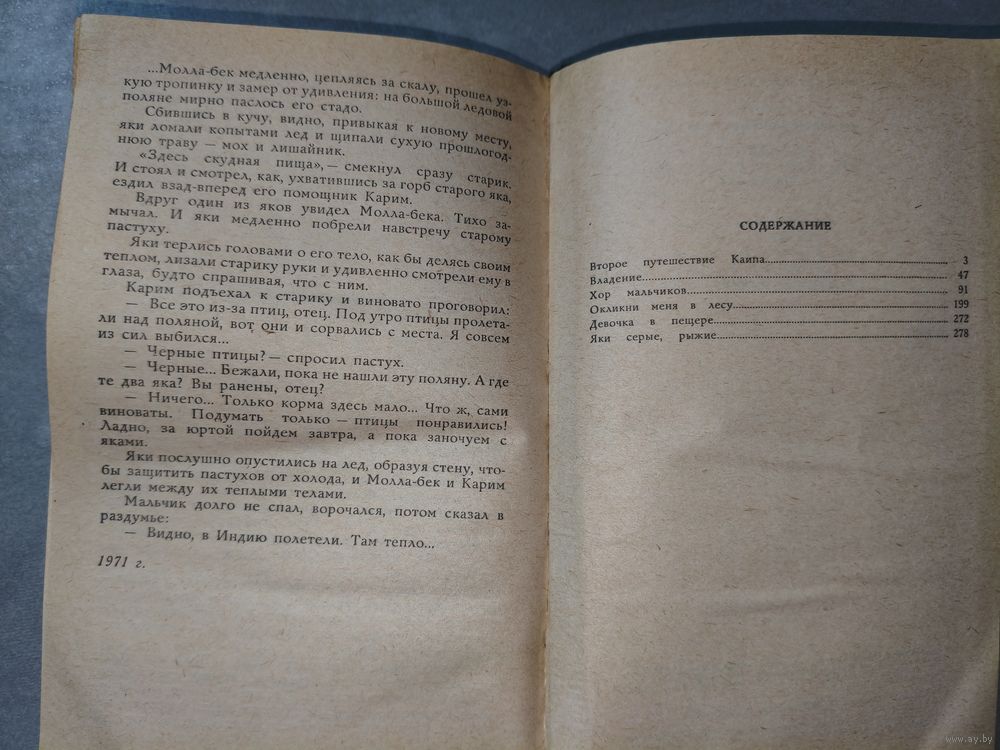 ...Молла-бек медленно, цепляясь за скалу, прошел уз-
кую тропинку и замер от удивления: на большой ледовой
поляне мирно паслось его стадо.
Сбившись в кучу, видно, привыкая к новому месту,
яки ломали копытами лед и щипали сухую прошлогод-
нюю траву — мох и лишайник.
«Здесь скудная пища», — смекнул сразу старик.
И стоял и смотрел, как, ухватившись за горб старого яка,
ездил взад-вперед его помощник Карим.
Вдруг один из яков увидел Молла-бека. Тихо за-
мычал. И яки медленно побрели навстречу старому
пастуху.
Яки терлись головами о его тело, как бы делясь своим
теплом, лизали старику руки и удивленно смотрели ему в
глаза, будто спрашивая, что с ним.
Карим подъехал к старику и виновато проговорил:
— Все это из-за птиц, отец. Под утро птицы пролета-
ли над поляной, вот они и сорвались с места. Я совсем
из сил выбился...
— Черные птицы? — спросил пастух.
— Черные... Бежали, пока не нашли эту поляну. А где
те два яка? Вы ранены, отец?
— Ничего... Только корма здесь мало... Что ж, сами
виноваты. Подумать только — птицы понравились!
Ладно, за юртой пойдем завтра, а пока заночуем с
яками.
Яки послушно опустились на лед, образуя стену, что-
бы защитить пастухов от холода, и Молла-бек и Карим
легли между их теплыми телами.
Мальчик долго не спал, ворочался, потом сказал в
раздумье:
— Видно, в Индию полетели. Там тепло...
1971 г.
СОДЕРЖАНИЕ
Второе путешествие Каипа 3
Владение 47
Хор мальчиков 91
Окликни меня в лесу 199
Девочка в пещере 272
Яки серые, рыжие 278
www.ay.by